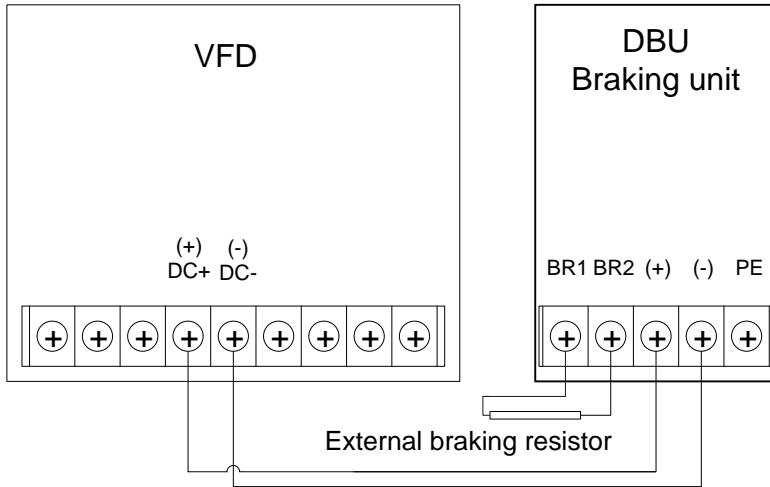 VFD
DBU
Braking unit
(+) (-)
DC+ DC-
BR1 BR2 (+) (-) PE
External braking resistor